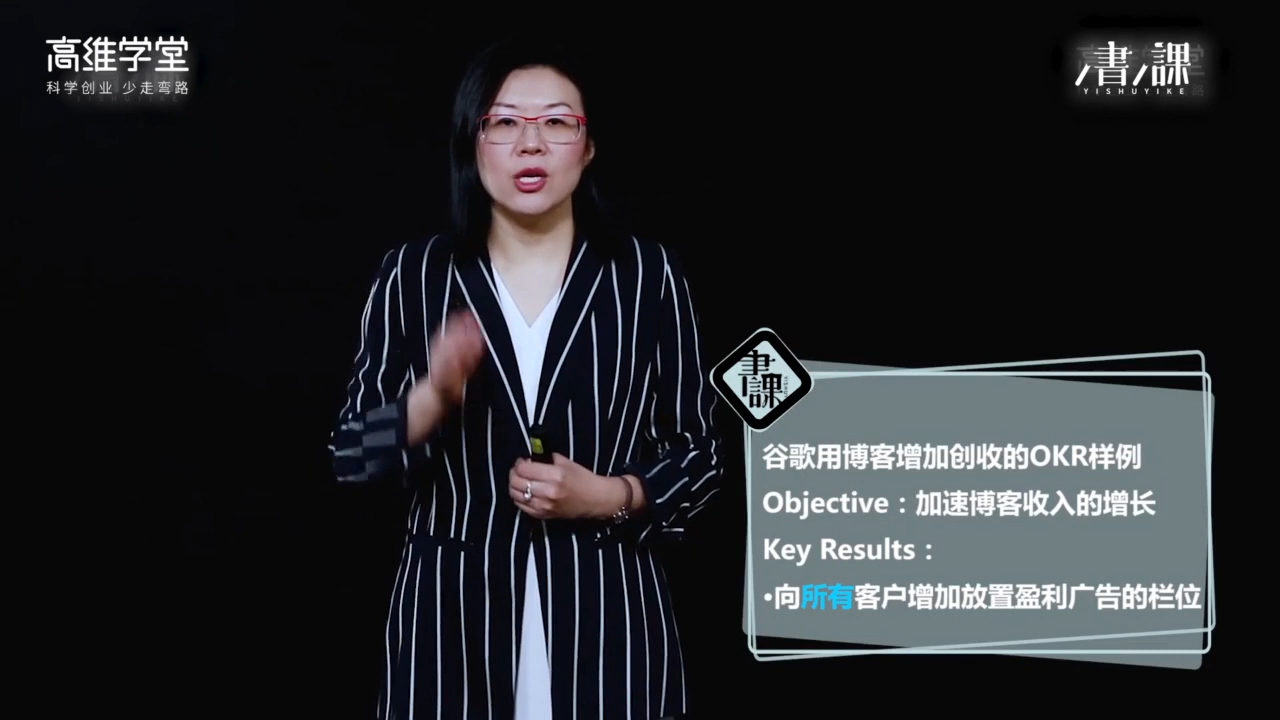 高维学堂
科学创业 少走弯路
書課
YISHUYIKE
書課
谷歌用博客增加创收的OKR样例
Objective：加速博客收入的增长
Key Results：
•向所有客户增加放置盈利广告的栏位